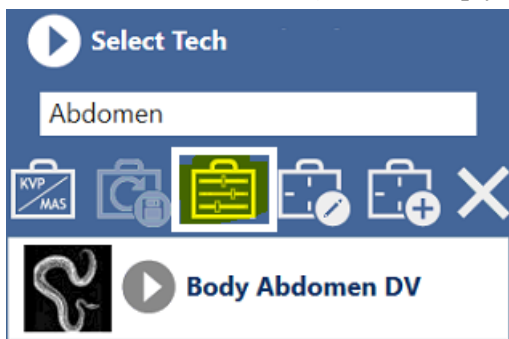 Select Tech
Abdomen
KVP
MAS
Body Abdomen DV